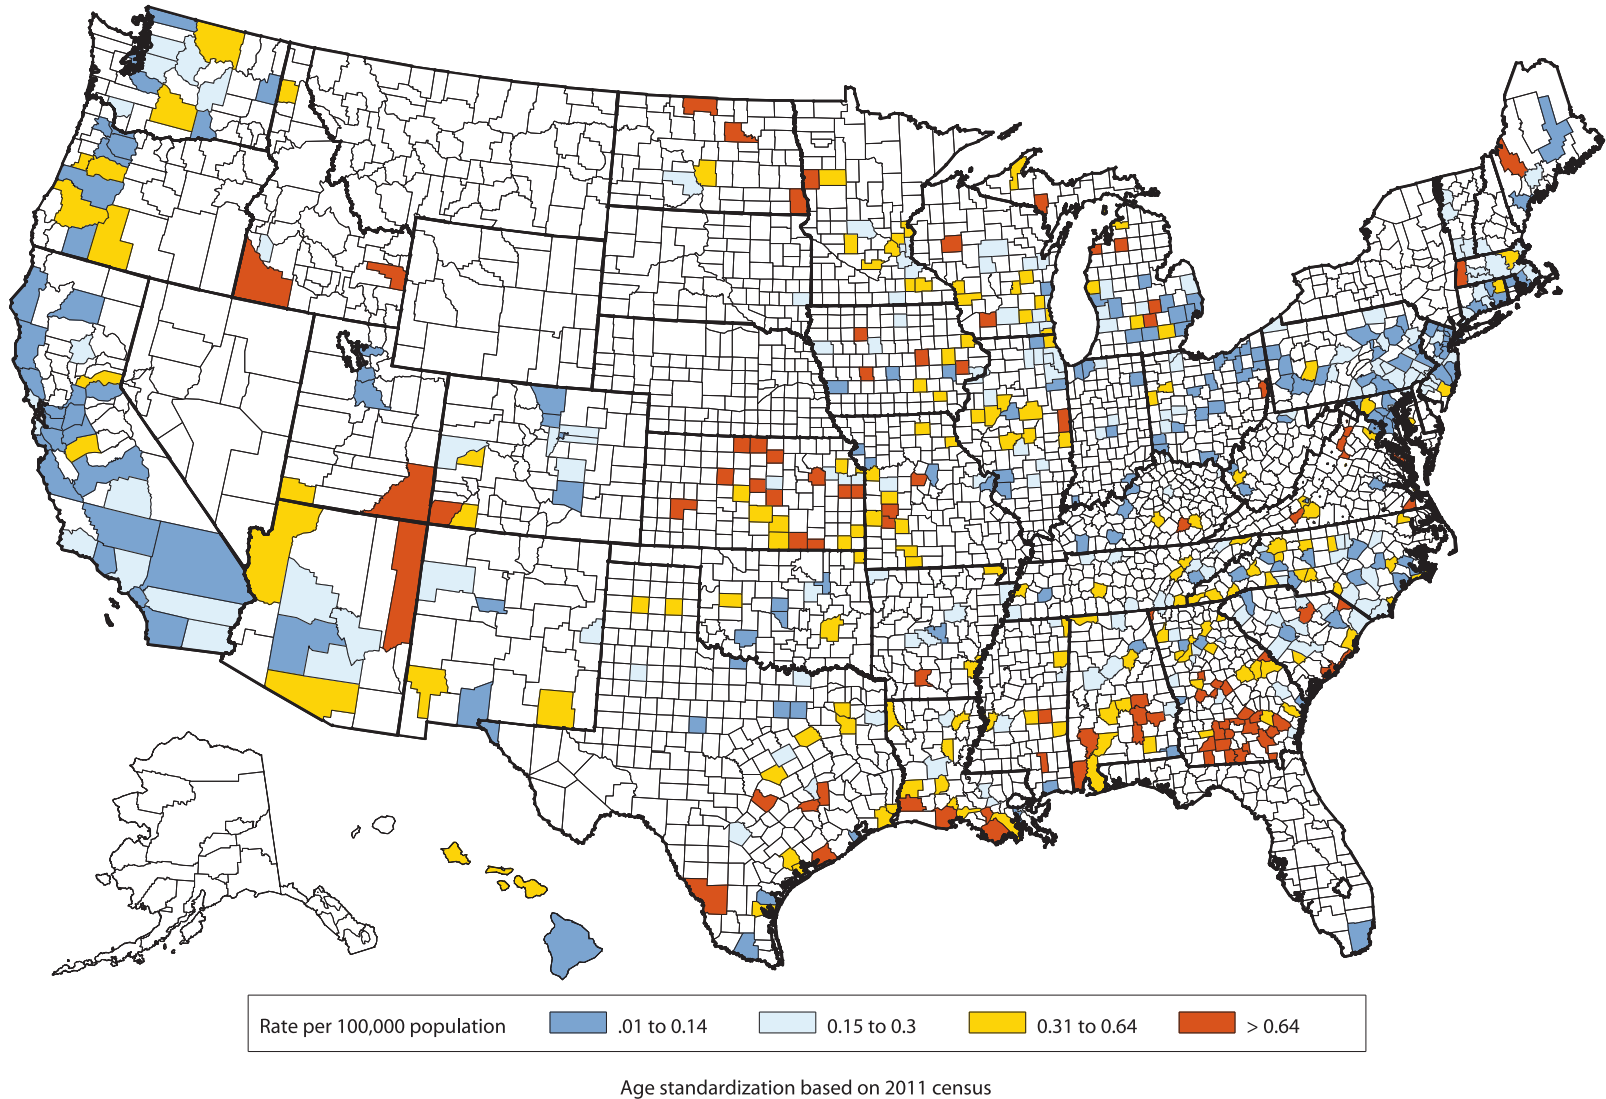 Rate per 100,000 population .01 to 0.14 0.15 to 0.3 0.31 to 0.64 > 0.64
Age standardization based on 2011 census